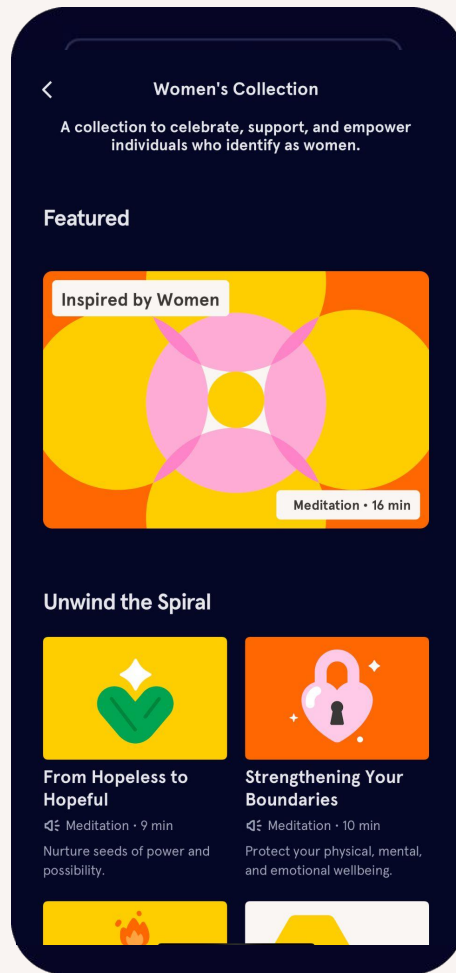 Women's Collection
A collection to celebrate, support, and empower
individuals who identify as women.
Featured
Inspired by Women
Meditation • 16 min
Unwind the Spiral
From Hopeless to
Hopeful
Meditation • 9 min
Nurture seeds of power and
possibility.
Strengthening Your
Boundaries
Meditation • 10 min
Protect your physical, mental,
and emotional wellbeing.